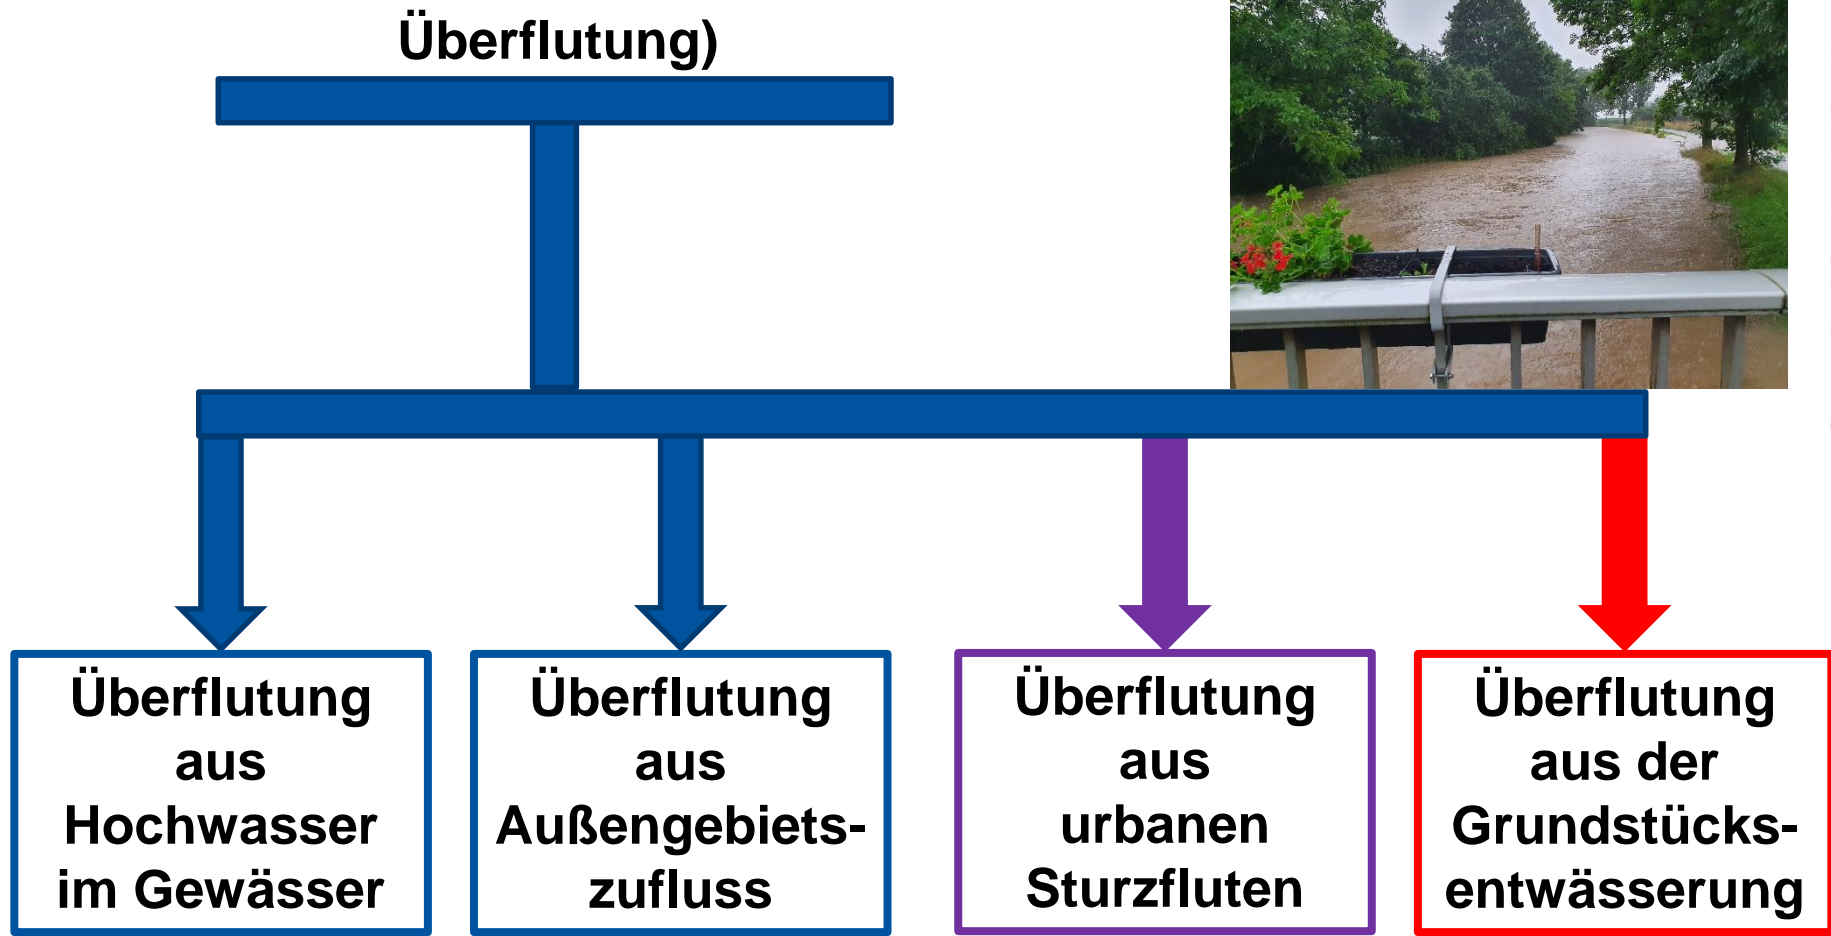 Überflutung)
Überflutung
aus
Hochwasser
im Gewässer
Überflutung
aus
Außengebiets-
zufluss
Überflutung
aus
urbanen
Sturzfluten
Überflutung
aus der
Grundstücks-
entwässerung